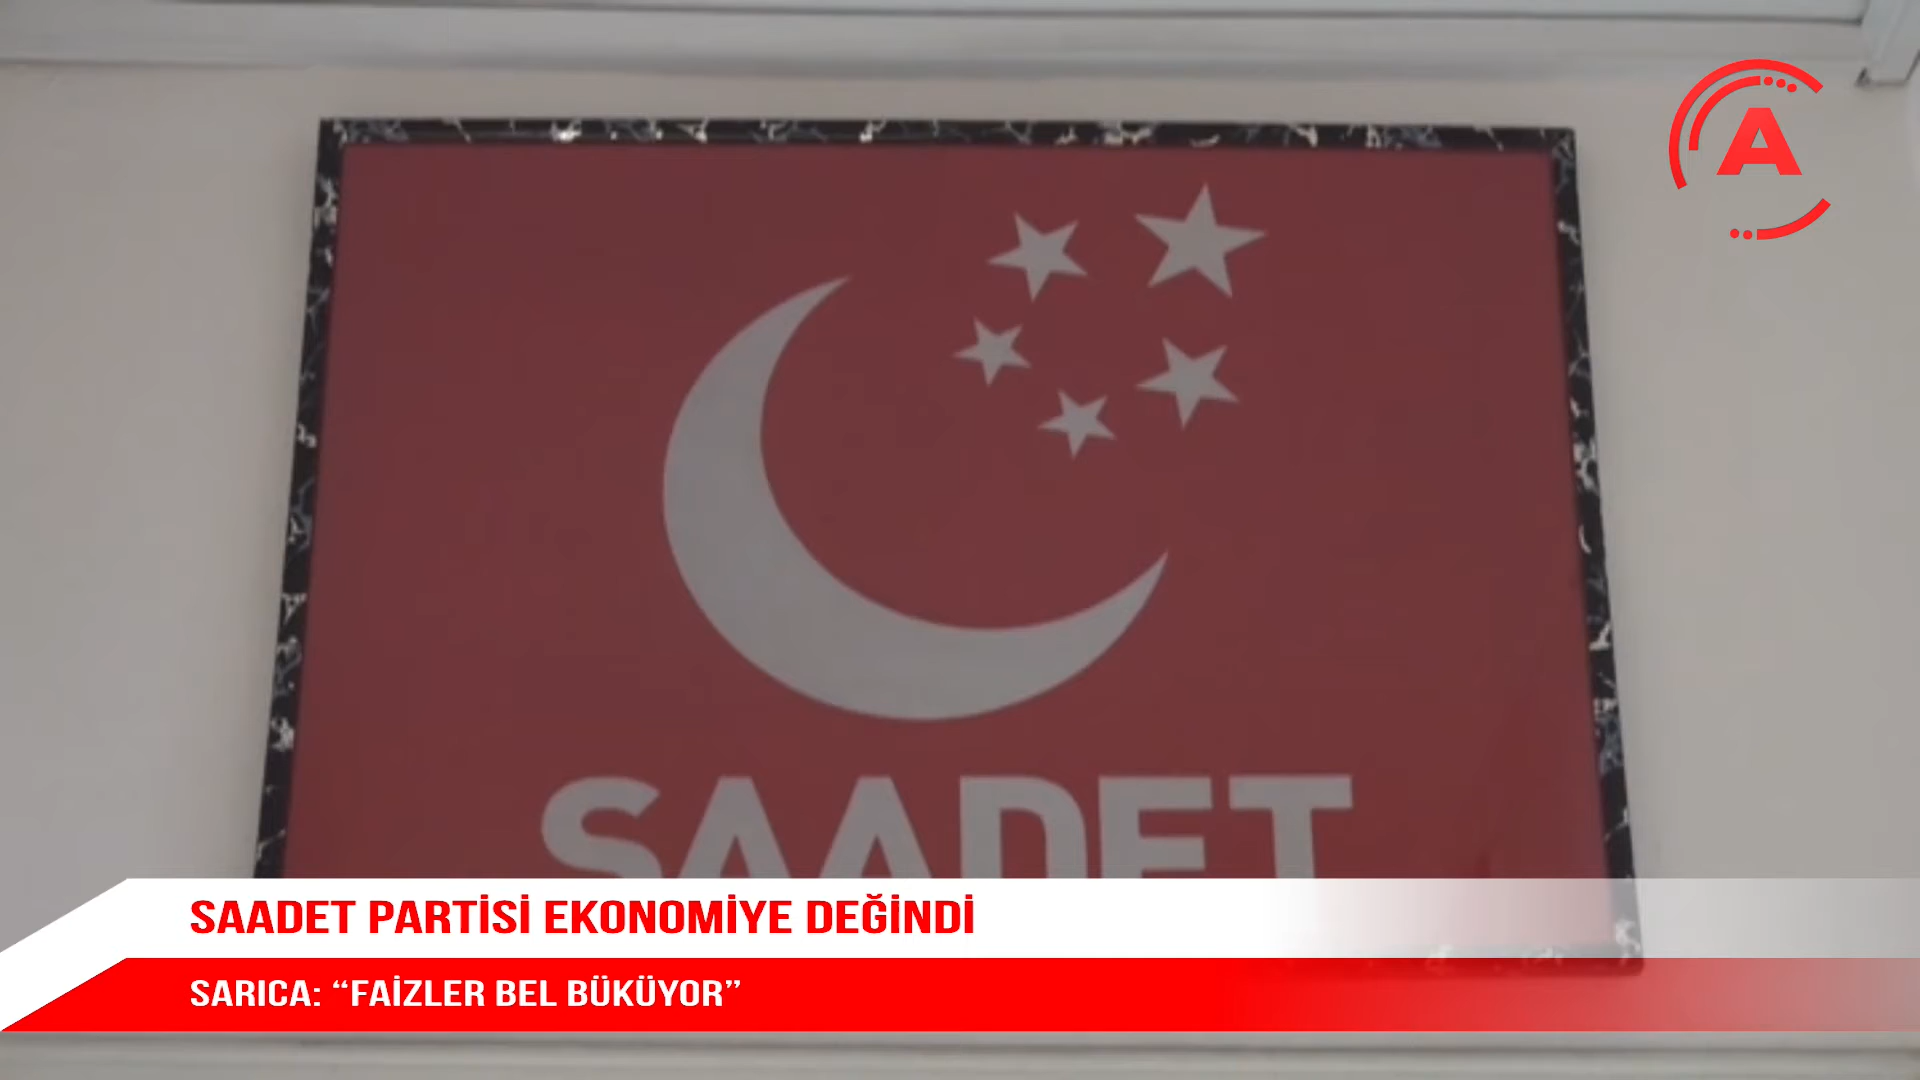 A
SAADET
SAADET PARTİSİ EKONOMİYE DEĞİNDİ
SARICA: “FAİZLER BEL BÜKÜYOR”